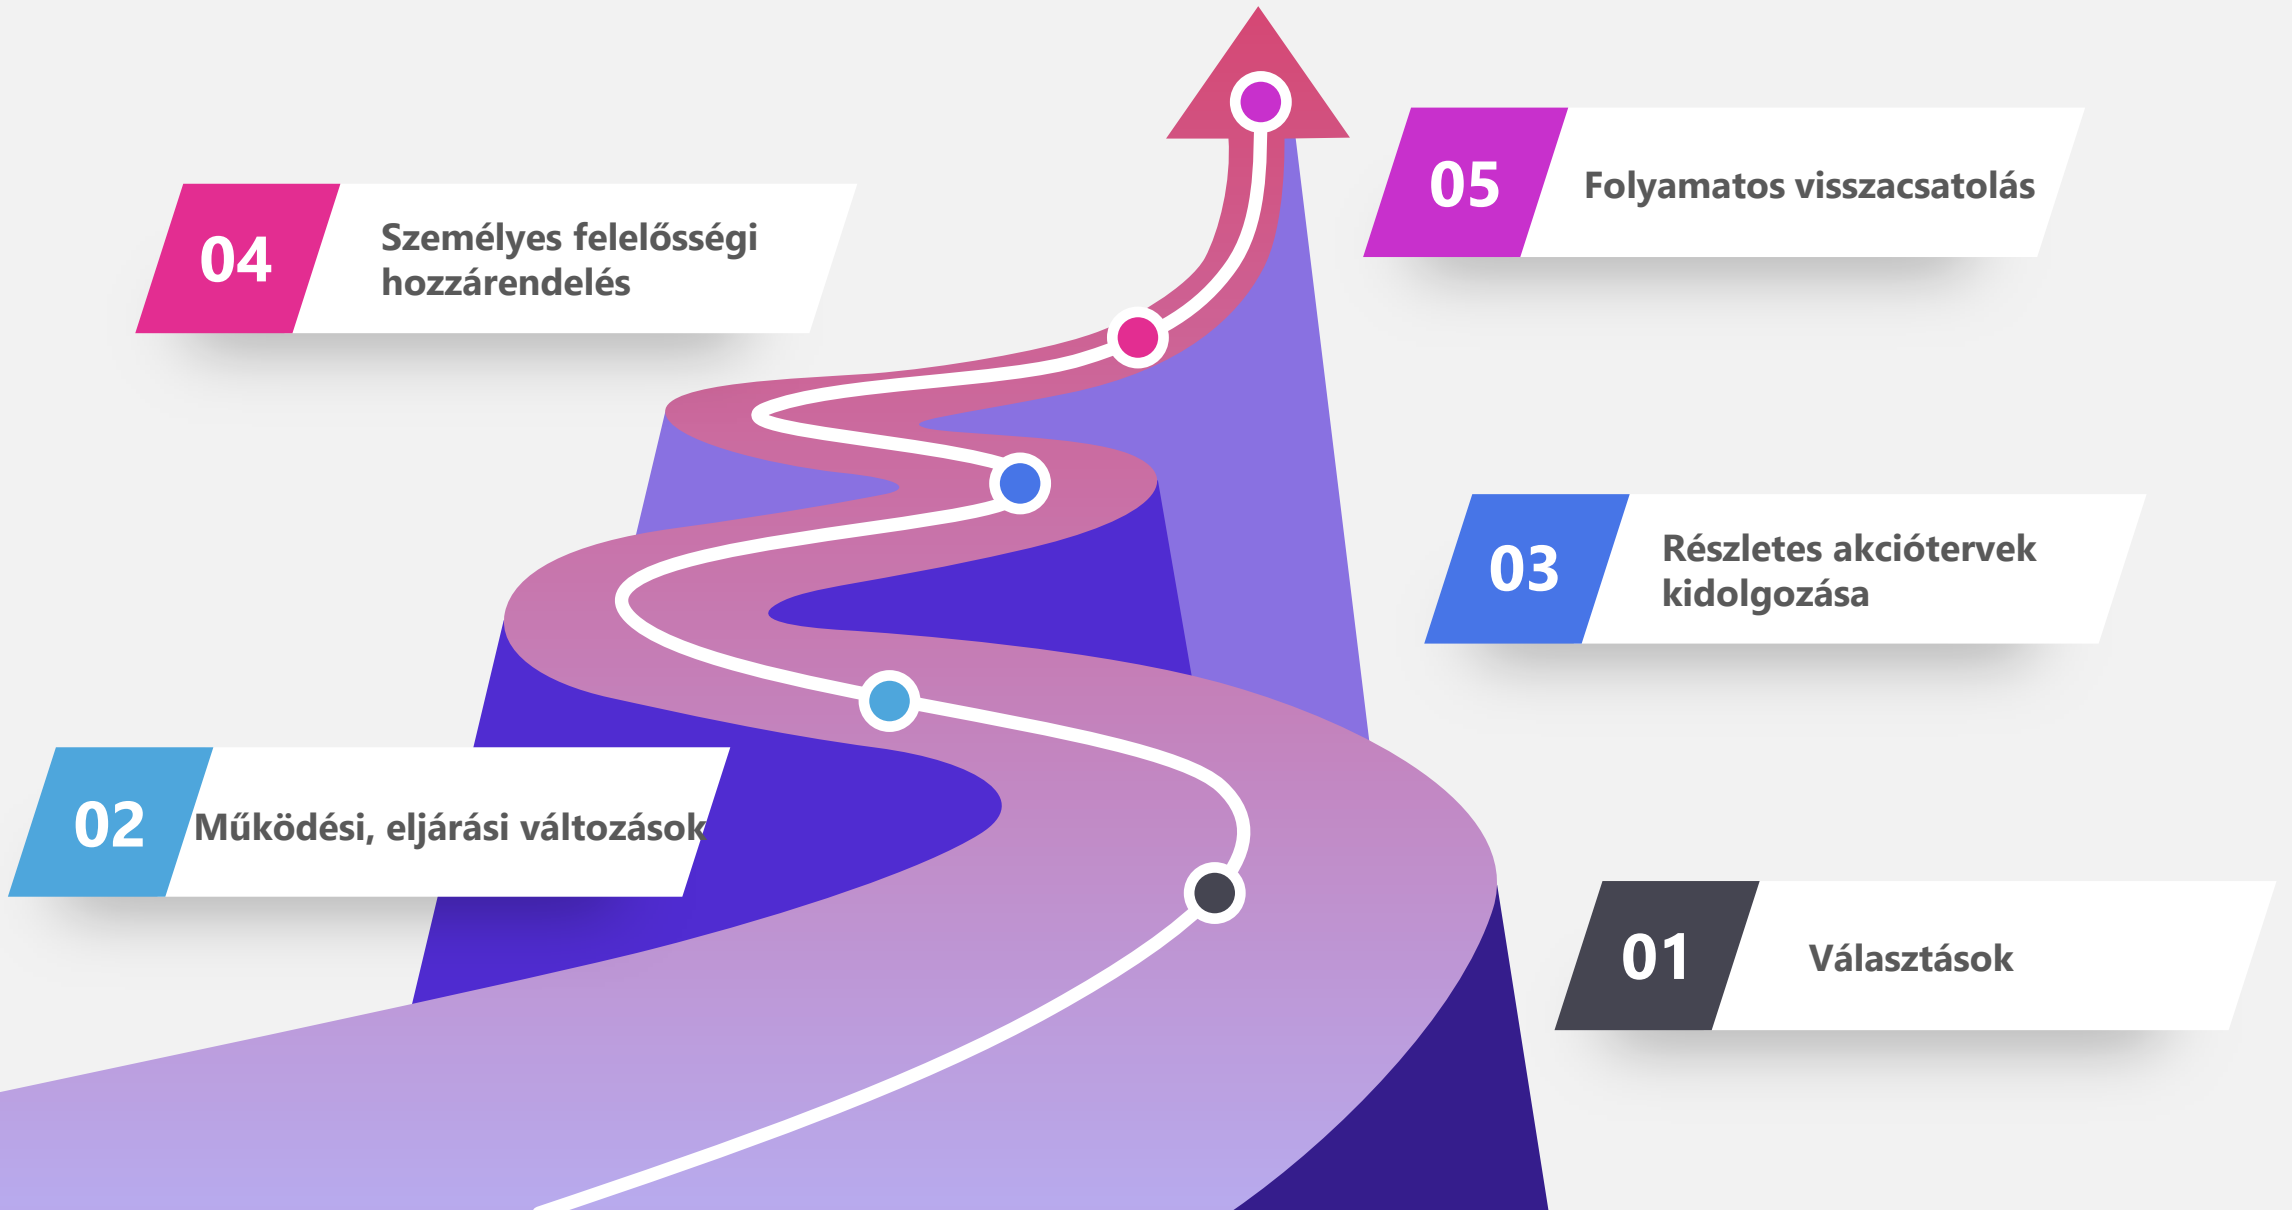 04
Személyes felelősségi
hozzárendelés
05
Folyamatos visszacsatolás
03
Részletes akciótervek
kidolgozása
02
Működési, eljárási változások
01
Választások